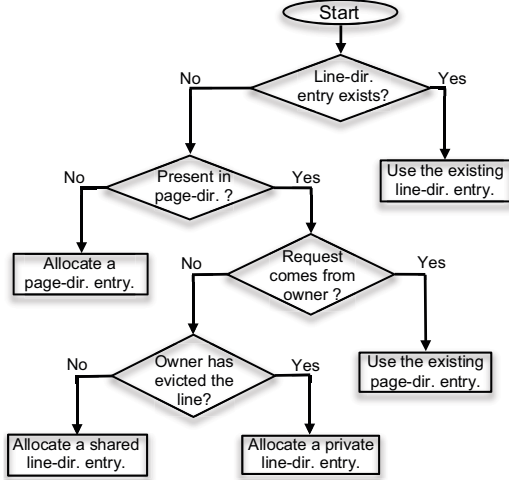 Start
Line-dir.
entry exists?
No
Yes
Use the existing
line-dir. entry.
Present in
page-dir. ?
No
Yes
Allocate a
page-dir. entry.
Request
comes from
owner ?
No
Yes
Use the existing
page-dir. entry.
Owner has
evicted the
line?
No
Yes
Allocate a shared
line-dir. entry.
Allocate a private
line-dir. entry.